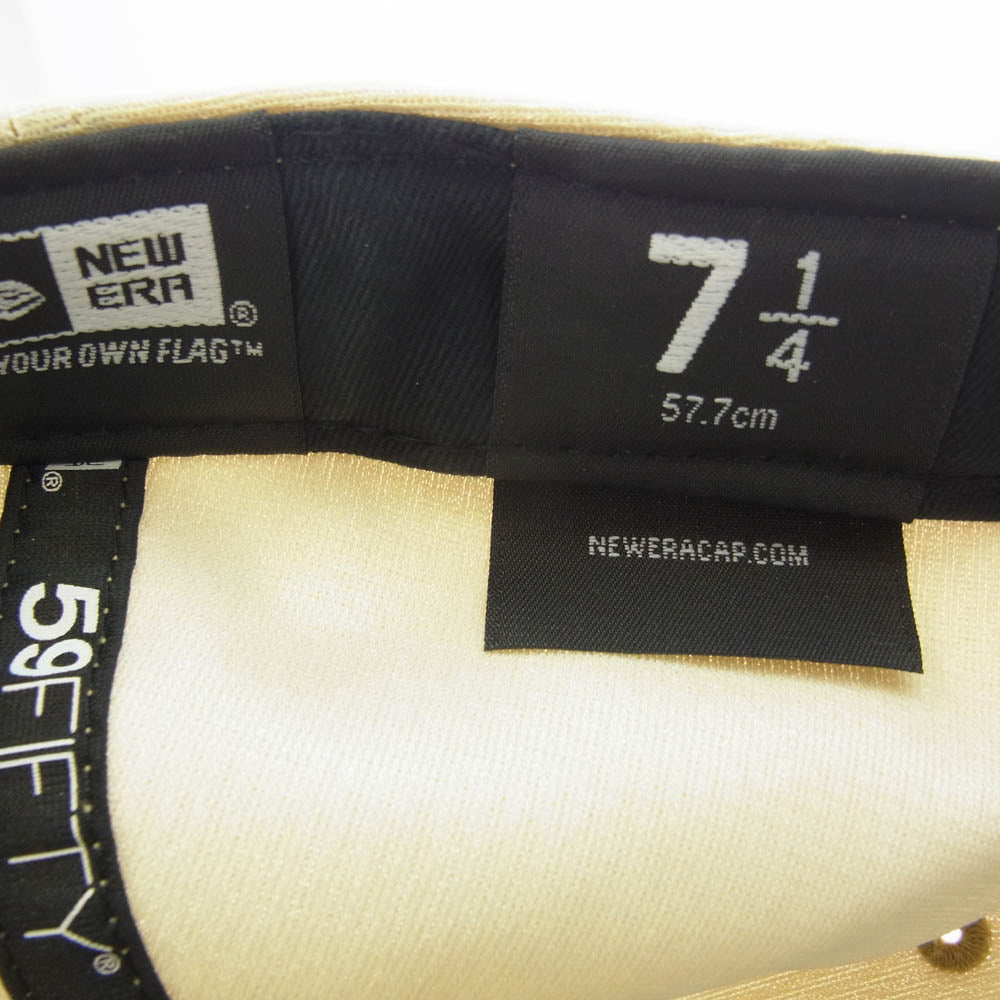 NEW
ERA
®
YOUR OWN FLAG™
7 1/4
57.7cm
NEWERACAP.COM
®
59FIFTY®